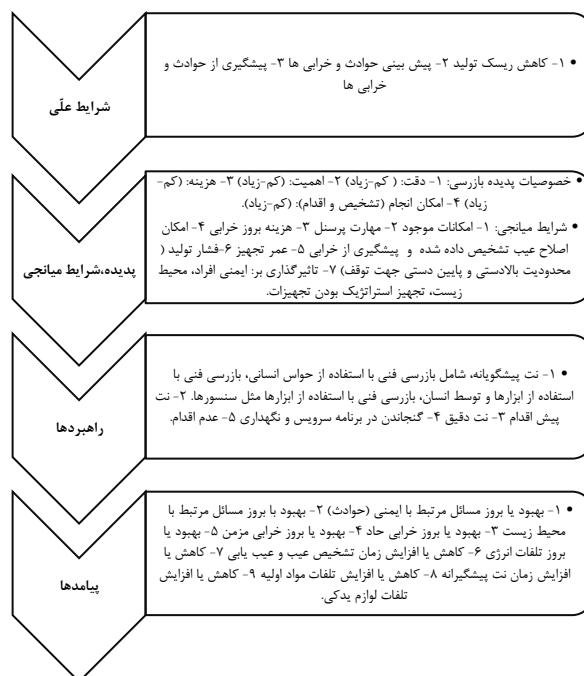 شرایط علّی
• ۱- کاهش ریسک تولید ۲- پیش بینی حوادث و خرابی ها ۳- پیشگیری از حوادث و
خرابی ها
پدیده،شرایط میانجی
• خصوصیات پدیده بازرسی: ۱- دقت: ( کم-زیاد) ۲- اهمیت: (کم-زیاد) ۳- هزینه: (کم-
زیاد) ۴- امکان انجام (تشخیص و اقدام): (کم-زیاد).
• شرایط میانجی: ۱- امکانات موجود ۲- مهارت پرسنل ۳- هزینه بروز خرابی ۴- امکان
اصلاح عیب تشخیص داده شده و پیشگیری از خرابی ۵- عمر تجهیز ۶-فشار تولید (
محدودیت بالادستی و پایین دستی جهت توقف) ۷- تاثیرگذاری بر: ایمنی افراد، محیط
زیست، تجهیز استراتژیک بودن تجهیزات.
راهبردها
• ۱- نت پیشگویانه، شامل بازرسی فنی با استفاده از حواس انسانی، بازرسی فنی با
استفاده از ابزارها و توسط انسان، بازرسی فنی با استفاده از ابزارها مثل سنسورها. ۲- نت
پیش اقدام ۳- نت دقیق ۴- گنجاندن در برنامه سرویس و نگهداری ۵- عدم اقدام.
پیامدها
• ۱- بهبود یا بروز مسائل مرتبط با ایمنی (حوادث) ۲- بهبود با بروز مسائل مرتبط با
محیط زیست ۳- بهبود یا بروز خرابی حاد ۴- بهبود یا بروز خرابی مزمن ۵- بهبود یا
بروز تلفات انرژی ۶- کاهش یا افزایش زمان تشخیص عیب و عیب یابی ۷- کاهش یا
افزایش زمان نت پیشگیرانه ۸- کاهش یا افزایش تلفات مواد اولیه ۹- کاهش یا افزایش
تلفات لوازم یدکی.